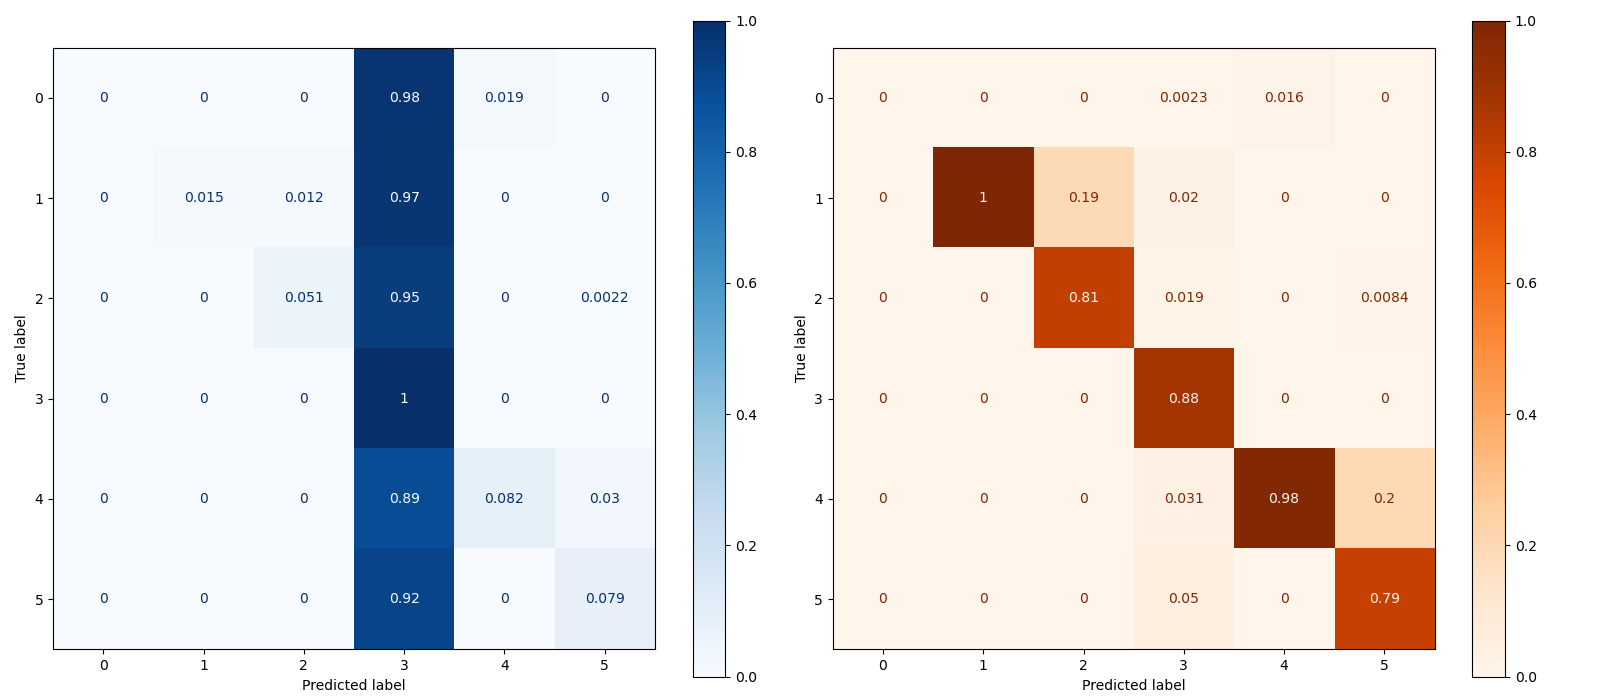 1.0
0 0 0 0 0.98 0.019 0
0.8
1 0 0.015 0.012 0.97 0 0
0.6
2 0 0 0.051 0.95 0 0.0022
True label
3 0 0 0 1 0 0
0.4
4 0 0 0 0.89 0.082 0.03
0.2
5 0 0 0 0.92 0 0.079
0.0
0 1 2 3 4 5
Predicted label
1.0
0 0 0 0 0.0023 0.016 0
0.8
1 0 1 0.19 0.02 0 0
0.6
2 0 0 0.81 0.019 0 0.0084
True label
3 0 0 0 0.88 0 0
0.4
4 0 0 0 0.031 0.98 0.2
0.2
5 0 0 0 0.05 0 0.79
0.0
0 1 2 3 4 5
Predicted label